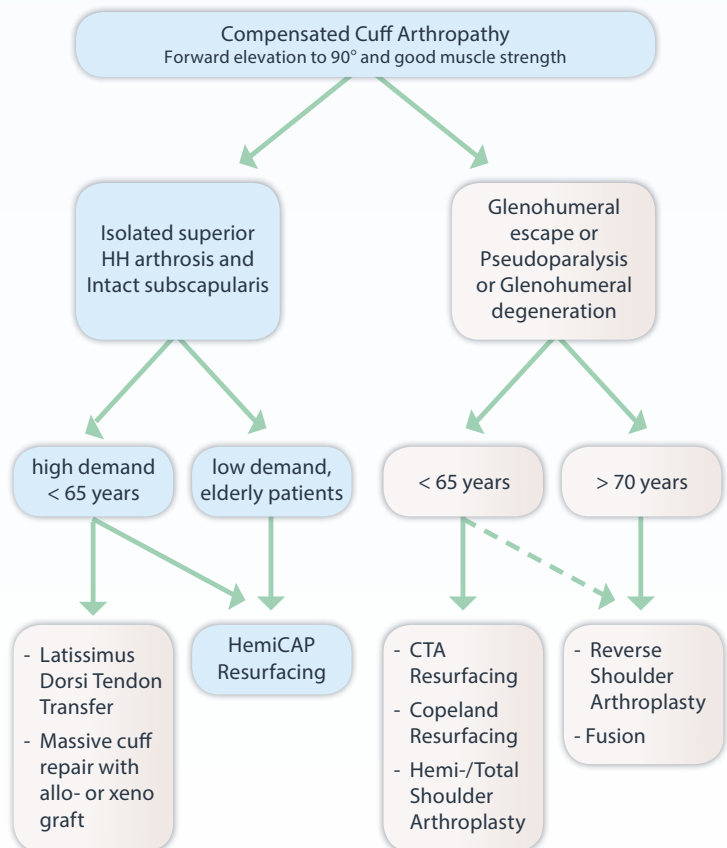 Compensated Cuff Arthropathy
Forward elevation to 90° and good muscle strength
Isolated superior
HH arthrosis and
Intact subscapularis
Glenohumeral
escape or
Pseudoparalysis
or Glenohumeral
degeneration
high demand
< 65 years
low demand,
elderly patients
< 65 years
> 70 years
- Latissimus
Dorsi Tendon
Transfer
- Massive cuff
repair with
allo- or xeno
graft
HemiCAP
Resurfacing
- CTA
Resurfacing
- Copeland
Resurfacing
- Hemi-/Total
Shoulder
Arthroplasty
- Reverse
Shoulder
Arthroplasty
- Fusion